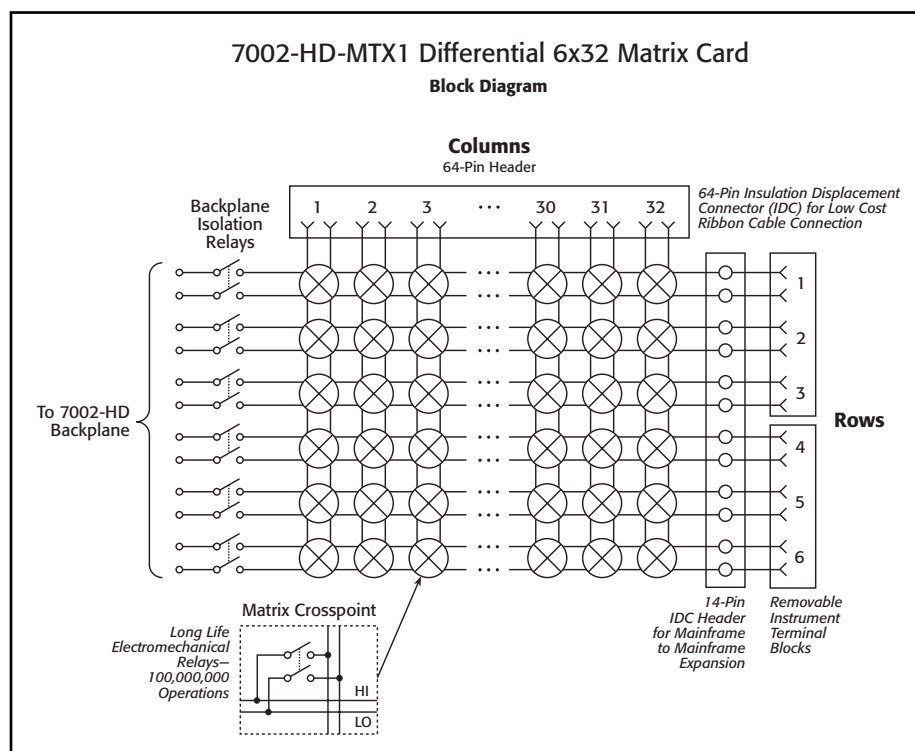 7002-HD-MTX1 Differential 6x32 Matrix Card
Block Diagram
Columns
64-Pin Header
1 2 3 ··· 30 31 32
64-Pin Insulation Displacement
Connector (IDC) for Low Cost
Ribbon Cable Connection
Backplane
Isolation
Relays
To 7002-HD
Backplane
1
2
3
4
5
6
Rows
Matrix Crosspoint
Long Life
Electromechanical
Relays—
100,000,000
Operations
HI
LO
14-Pin
IDC Header
for Mainframe
to Mainframe
Expansion
Removable
Instrument
Terminal
Blocks